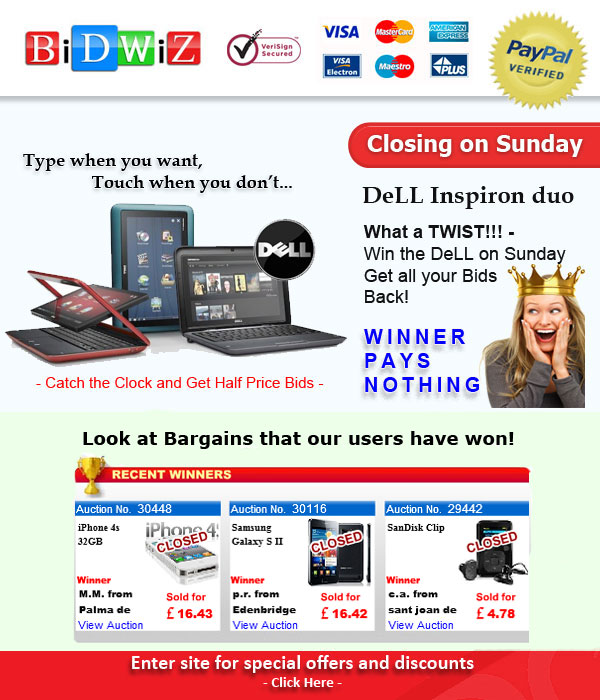 BiDWiZ
VeriSign
Secured
VISA
MasterCard
AMERICAN
EXPRESS
VISA
Electron
Maestro
PLUS
PayPal
VERIFIED
Closing on Sunday
Type when you want,
Touch when you don't...
DELL
DeLL Inspiron duo
What a TWIST!!! -
Win the DeLL on Sunday
Get all your Bids
Back!
WINNER
PAYS
NOTHING
- Catch the Clock and Get Half Price Bids -
Look at Bargains that our users have won!
RECENT WINNERS
Auction No. 30448
iPhone 4s
32GB
iPhone 4S
CLOSED
Winner
M.M. from
Palma de
Sold for
£ 16.43
View Auction
Auction No. 30116
Samsung
Galaxy S II
CLOSED
Winner
p.r. from
Edenbridge
Sold for
£ 16.42
View Auction
Auction No. 29442
SanDisk Clip
CLOSED
Winner
c.a. from
sant joan de
Sold for
£ 4.78
View Auction
Enter site for special offers and discounts
- Click Here -